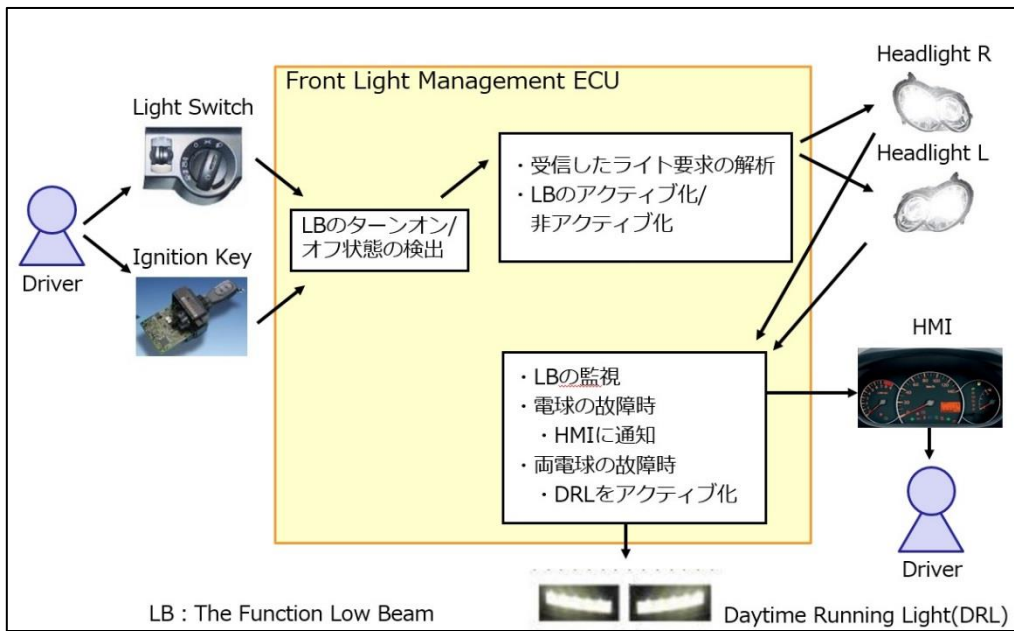 Front Light Management ECU
Light Switch
Ignition Key
Driver
LBのターンオン/
オフ状態の検出
・受信したライト要求の解析
・LBのアクティブ化/
非アクティブ化
Headlight R
Headlight L
・LBの監視
・電球の故障時
・HMIに通知
・両電球の故障時
・DRLをアクティブ化
HMI
Driver
LB : The Function Low Beam
Daytime Running Light(DRL)